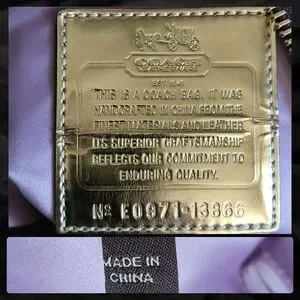 COACH
LEATHERWARE
EST. 1941
THIS IS A COACH BAG. IT WAS
HANDCRAFTED IN CHINA FROM THE
FINEST MATERIALS AND LEATHER
ITS SUPERIOR CRAFTSMANSHIP
REFLECTS OUR COMMITMENT TO
ENDURING QUALITY.
No E0971-13866
MADE IN
CHINA